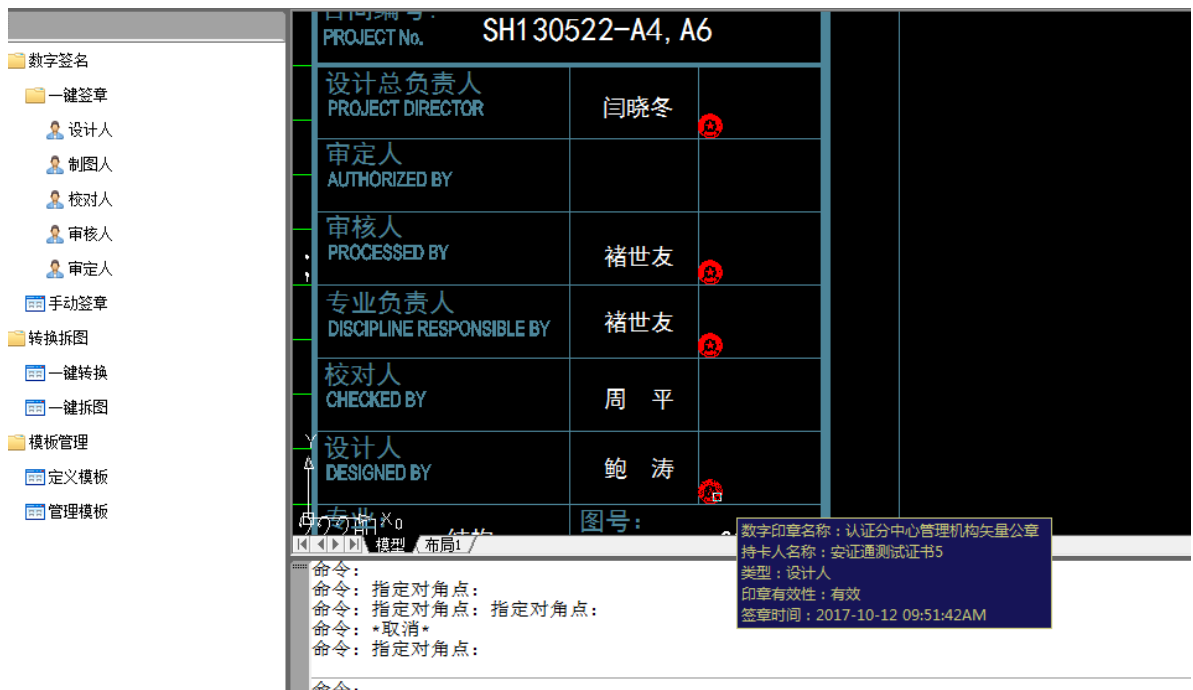 数字签名
一键签章
设计人
制图人
校对人
审核人
审定人
手动签章
转换拆图
一键转换
一键拆图
模板管理
定义模板
管理模板
合同编号:
PROJECT No.
SH130522-A4, A6
设计总负责人
PROJECT DIRECTOR
闫晓冬
审定人
AUTHORIZED BY
审核人
PROCESSED BY
褚世友
专业负责人
DISCIPLINE RESPONSIBLE BY
褚世友
校对人
CHECKED BY
周 平
设计人
DESIGNED BY
鲍 涛
Y
X
专业:
结构
图号:
模型
布局1
数字印章名称：认证分中心管理机构矢量公章
持卡人名称：安证通测试证书5
类型：设计人
印章有效性：有效
签章时间：2017-10-12 09:51:42AM
命令:
命令: 指定对角点:
命令: 指定对角点: 指定对角点:
命令: *取消*
命令: 指定对角点:
命令: